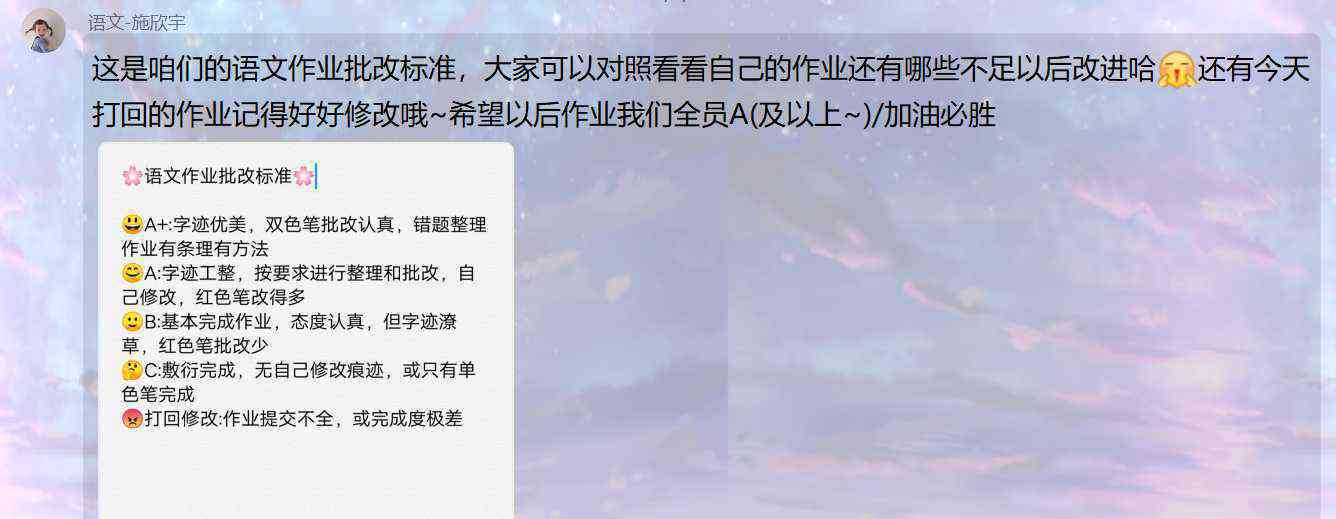 语文-施欣宇
这是咱们的语文作业批改标准，大家可以对照看看自己的作业还有哪些不足以后改进哈🤗还有今天
打回的作业记得好好修改哦~希望以后作业我们全员A(及以上~)/加油必胜
🌸语文作业批改标准🌸
😃A+:字迹优美，双色笔批改认真，错题整理
作业有条理有方法
😄A:字迹工整，按要求进行整理和批改，自
己修改，红色笔改得多
🙂B:基本完成作业，态度认真，但字迹潦
草，红色笔批改少
🤔C:敷衍完成，无自己修改痕迹，或只有单
色笔完成
😡打回修改:作业提交不全，或完成度极差